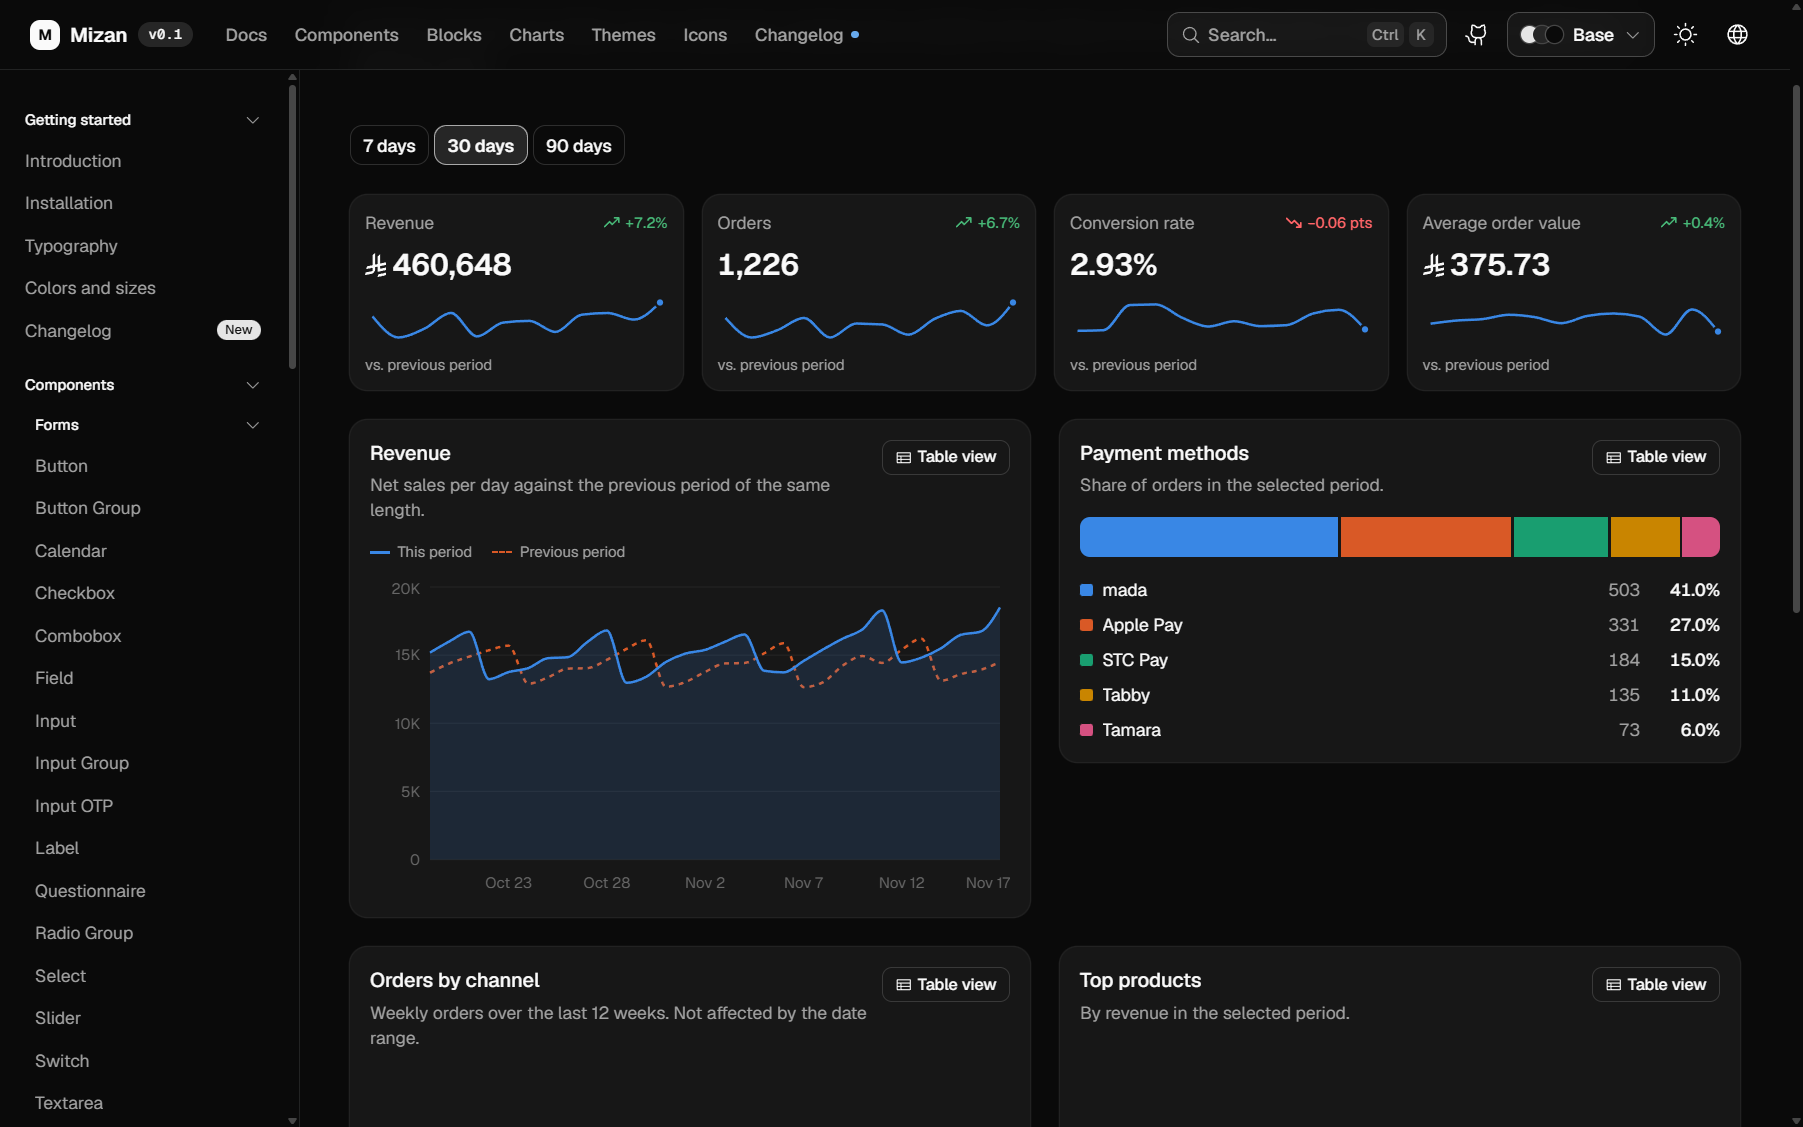 M Mizan v0.1 Docs Components Blocks Charts Themes Icons Changelog Search... Ctrl K Base
Getting started
Introduction
Installation
Typography
Colors and sizes
Changelog New
Components
Forms
Button
Button Group
Calendar
Checkbox
Combobox
Field
Input
Input Group
Input OTP
Label
Questionnaire
Radio Group
Select
Slider
Switch
Textarea
7 days 30 days 90 days
Revenue +7.2%
⃁ 460,648
vs. previous period
Orders +6.7%
1,226
vs. previous period
Conversion rate −0.06 pts
2.93%
vs. previous period
Average order value +0.4%
⃁ 375.73
vs. previous period
Revenue
Table view
Net sales per day against the previous period of the same
length.
This period Previous period
20K
15K
10K
5K
0
Oct 23 Oct 28 Nov 2 Nov 7 Nov 12 Nov 17
Payment methods
Table view
Share of orders in the selected period.
mada 503 41.0%
Apple Pay 331 27.0%
STC Pay 184 15.0%
Tabby 135 11.0%
Tamara 73 6.0%
Orders by channel
Table view
Weekly orders over the last 12 weeks. Not affected by the date
range.
Top products
Table view
By revenue in the selected period.